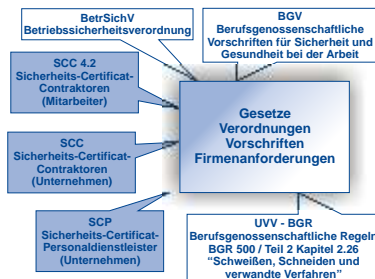 BetrSichV
Betriebssicherheitsverordnung
BGV
Berufsgenossenschaftliche
Vorschriften für Sicherheit und
Gesundheit bei der Arbeit
SCC 4.2
Sicherheits-Certificat-
Contraktoren
(Mitarbeiter)
Gesetze
Verordnungen
Vorschriften
Firmenanforderungen
SCC
Sicherheits-Certificat-
Contraktoren
(Unternehmen)
SCP
Sicherheits-Certificat-
Personaldienstleister
(Unternehmen)
UVV - BGR
Berufsgenossenschaftliche Regeln
BGR 500 / Teil 2 Kapitel 2.26
"Schweißen, Schneiden und
verwandte Verfahren"